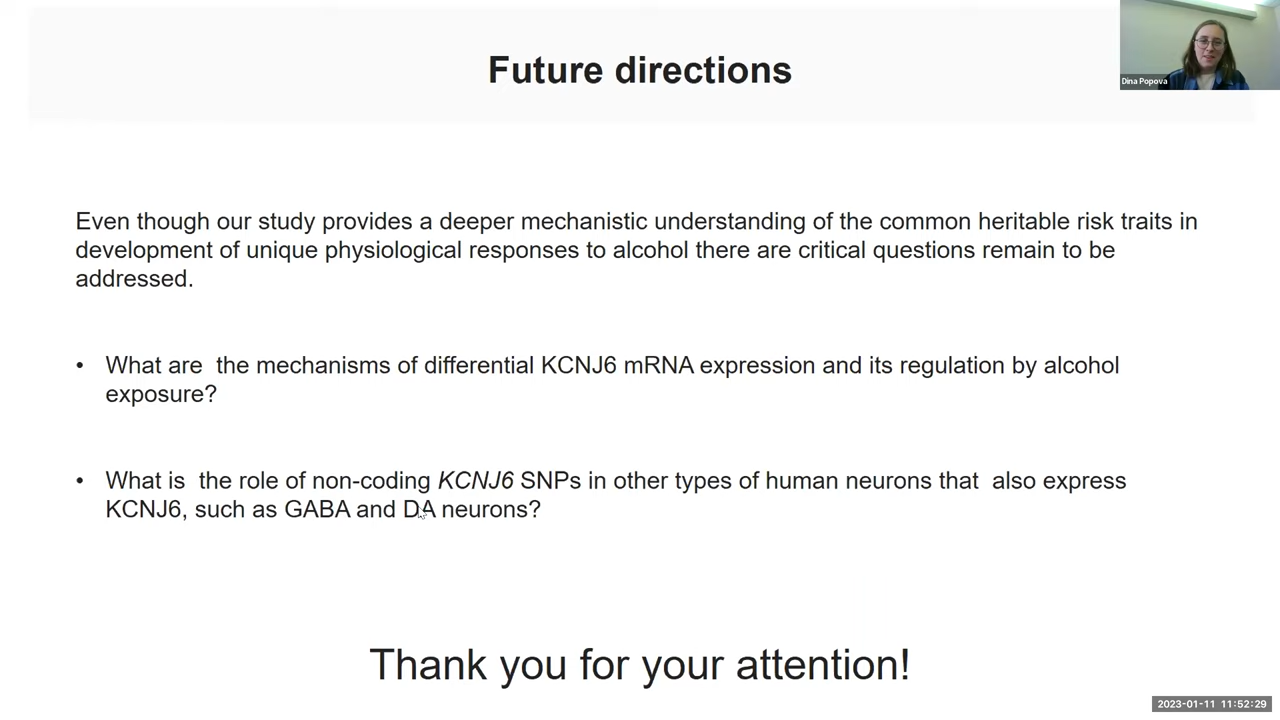 Future directions
Dina Popova
Even though our study provides a deeper mechanistic understanding of the common heritable risk traits in
development of unique physiological responses to alcohol there are critical questions remain to be
addressed.
• What are  the mechanisms of differential KCNJ6 mRNA expression and its regulation by alcohol
exposure?
• What is  the role of non-coding KCNJ6 SNPs in other types of human neurons that  also express
KCNJ6, such as GABA and DA neurons?
Thank you for your attention!
2023-01-11 11:52:29